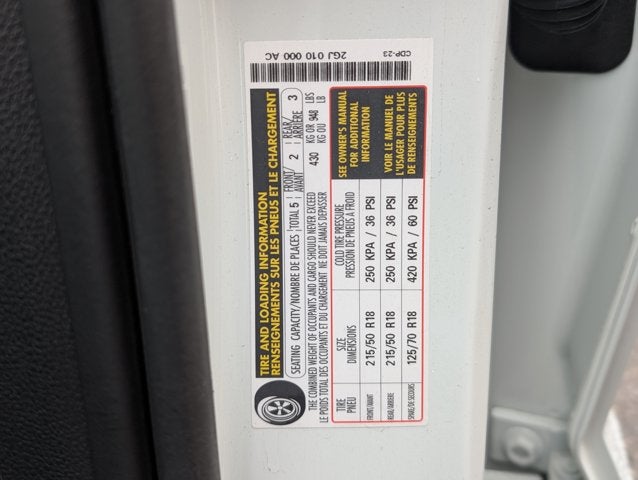 TIRE AND LOADING INFORMATION
RENSEIGNEMENTS SUR LES PNEUS ET LE CHARGEMENT
SEATING CAPACITY/NOMBRE DE PLACES TOTAL 5 FRONT/AVANT 2 REAR/ARRIÈRE 3
THE COMBINED WEIGHT OF OCCUPANTS AND CARGO SHOULD NEVER EXCEED 430 KG OR 948 LBS
LE POIDS TOTAL DES OCCUPANTS ET DU CHARGEMENT NE DOIT JAMAIS DÉPASSER KG OU LB
TIRE PNEU SIZE DIMENSIONS COLD TIRE PRESSURE PRESSION DE PNEUS À FROID
FRONT/AVANT 215/50 R18 250 KPA / 36 PSI
REAR/ARRIÈRE 215/50 R18 250 KPA / 36 PSI
SPARE/DE SECOURS 125/70 R18 420 KPA / 60 PSI
SEE OWNER'S MANUAL
FOR ADDITIONAL
INFORMATION
VOIR LE MANUEL DE
L'USAGER POUR PLUS
DE RENSEIGNEMENTS
2GJ 010 000 AC
CDP-23